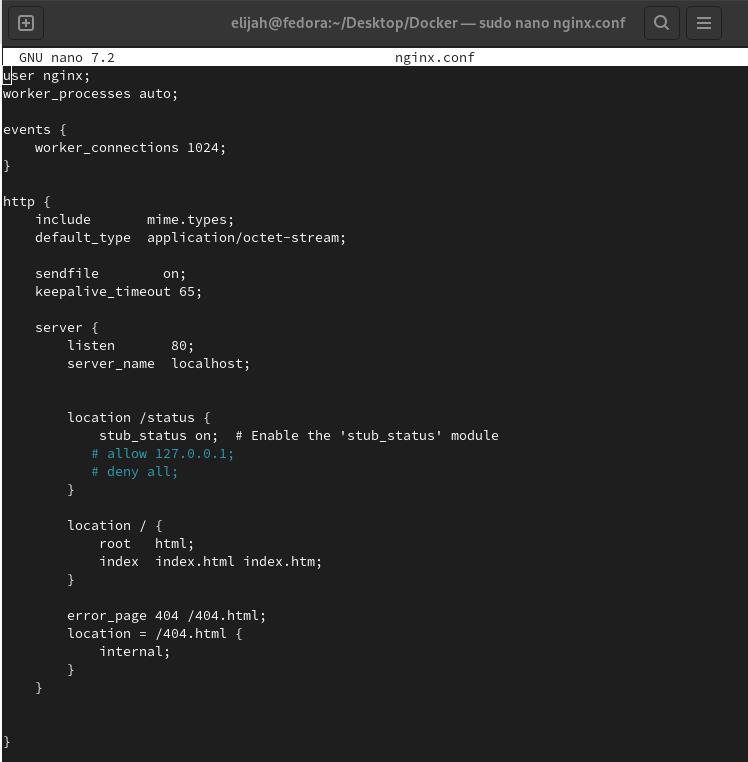 elijah@fedora:~/Desktop/Docker — sudo nano nginx.conf
GNU nano 7.2 nginx.conf
user nginx;
worker_processes auto;
events {
    worker_connections 1024;
}
http {
    include       mime.types;
    default_type  application/octet-stream;
    sendfile        on;
    keepalive_timeout 65;
    server {
        listen       80;
        server_name  localhost;
        location /status {
            stub_status on;  # Enable the 'stub_status' module
           # allow 127.0.0.1;
           # deny all;
        }
        location / {
            root   html;
            index  index.html index.htm;
        }
        error_page 404 /404.html;
        location = /404.html {
            internal;
        }
    }
}